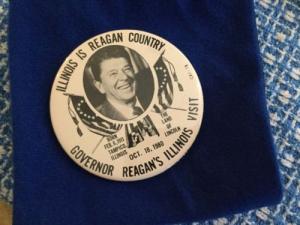 ILLINOIS IS REAGAN COUNTRY
BORN
FEB. 6, 1911
TAMPICO
ILLINOIS
THE
LAND
OF
LINCOLN
OCT. 18, 1980
GOVERNOR REAGAN'S ILLINOIS VISIT